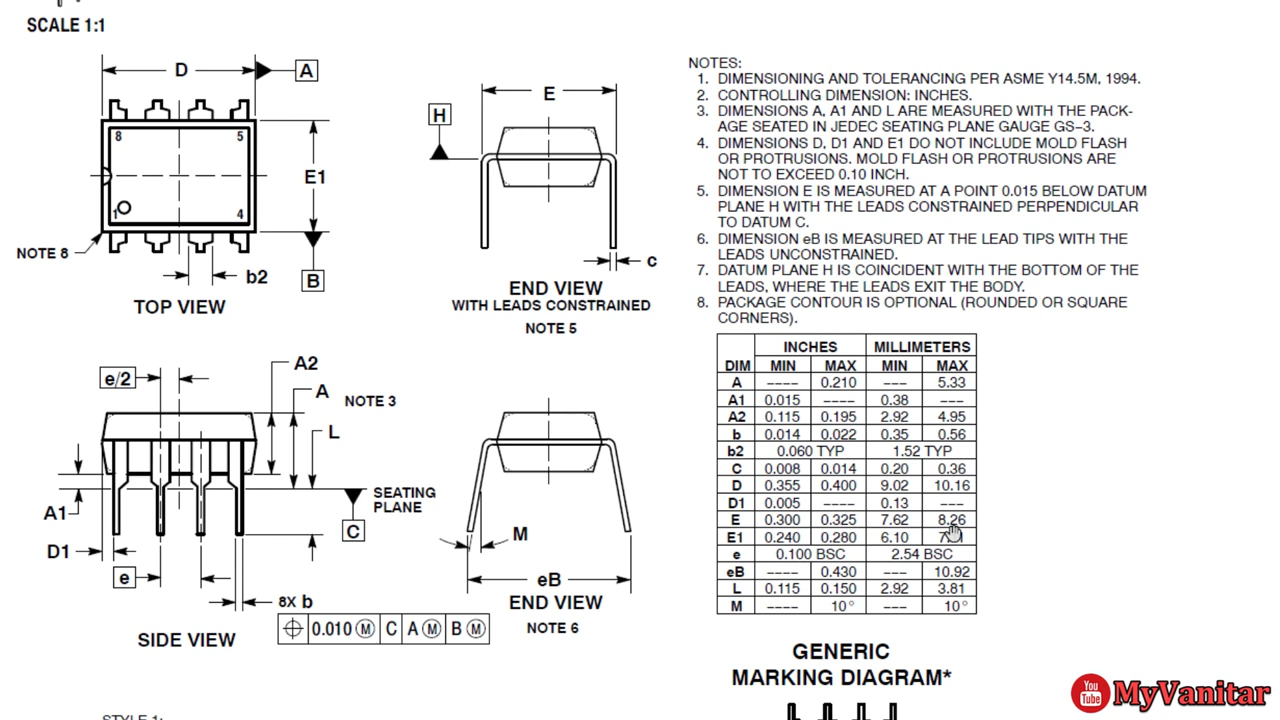 SCALE 1:1
D
A
8
5
E1
1
4
NOTE 8
b2
B
TOP VIEW
E
H
c
END VIEW
WITH LEADS CONSTRAINED
NOTE 5
e/2
A2
A
NOTE 3
L
A1
SEATING
PLANE
C
D1
e
8X b
0.010 Ⓜ C A Ⓜ B Ⓜ
SIDE VIEW
M
eB
END VIEW
NOTE 6
NOTES:
1. DIMENSIONING AND TOLERANCING PER ASME Y14.5M, 1994.
2. CONTROLLING DIMENSION: INCHES.
3. DIMENSIONS A, A1 AND L ARE MEASURED WITH THE PACK-
AGE SEATED IN JEDEC SEATING PLANE GAUGE GS-3.
4. DIMENSIONS D, D1 AND E1 DO NOT INCLUDE MOLD FLASH
OR PROTRUSIONS. MOLD FLASH OR PROTRUSIONS ARE
NOT TO EXCEED 0.10 INCH.
5. DIMENSION E IS MEASURED AT A POINT 0.015 BELOW DATUM
PLANE H WITH THE LEADS CONSTRAINED PERPENDICULAR
TO DATUM C.
6. DIMENSION eB IS MEASURED AT THE LEAD TIPS WITH THE
LEADS UNCONSTRAINED.
7. DATUM PLANE H IS COINCIDENT WITH THE BOTTOM OF THE
LEADS, WHERE THE LEADS EXIT THE BODY.
8. PACKAGE CONTOUR IS OPTIONAL (ROUNDED OR SQUARE
CORNERS).
INCHES MILLIMETERS
DIM MIN MAX MIN MAX
A ---- 0.210 --- 5.33
A1 0.015 ---- 0.38 ---
A2 0.115 0.195 2.92 4.95
b 0.014 0.022 0.35 0.56
b2 0.060 TYP 1.52 TYP
C 0.008 0.014 0.20 0.36
D 0.355 0.400 9.02 10.16
D1 0.005 ---- 0.13 ---
E 0.300 0.325 7.62 8.26
E1 0.240 0.280 6.10
e 0.100 BSC 2.54 BSC
eB ---- 0.430 --- 10.92
L 0.115 0.150 2.92 3.81
M ---- 10° --- 10°
GENERIC
MARKING DIAGRAM*
STYLE 1:
You
Tube
MyVanitar